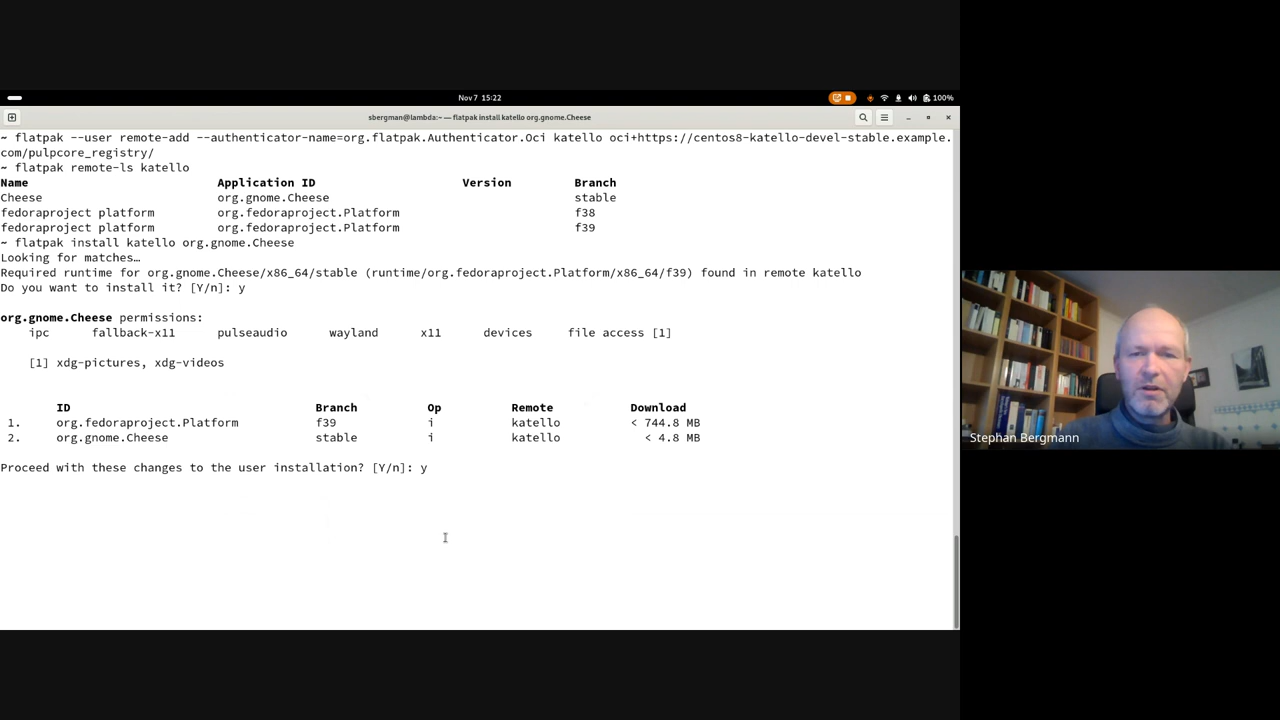 Nov 7 15:22
100%
sbergman@lambda:~ — flatpak install katello org.gnome.Cheese
~ flatpak --user remote-add --authenticator-name=org.flatpak.Authenticator.Oci katello oci+https://centos8-katello-devel-stable.example.
com/pulpcore_registry/
~ flatpak remote-ls katello
Name Application ID Version Branch
Cheese org.gnome.Cheese stable
fedoraproject platform org.fedoraproject.Platform f38
fedoraproject platform org.fedoraproject.Platform f39
~ flatpak install katello org.gnome.Cheese
Looking for matches…
Required runtime for org.gnome.Cheese/x86_64/stable (runtime/org.fedoraproject.Platform/x86_64/f39) found in remote katello
Do you want to install it? [Y/n]: y
org.gnome.Cheese permissions:
ipc fallback-x11 pulseaudio wayland x11 devices file access [1]
[1] xdg-pictures, xdg-videos
ID Branch Op Remote Download
1. org.fedoraproject.Platform f39 i katello < 744.8 MB
2. org.gnome.Cheese stable i katello < 4.8 MB
Proceed with these changes to the user installation? [Y/n]: y
Stephan Bergmann